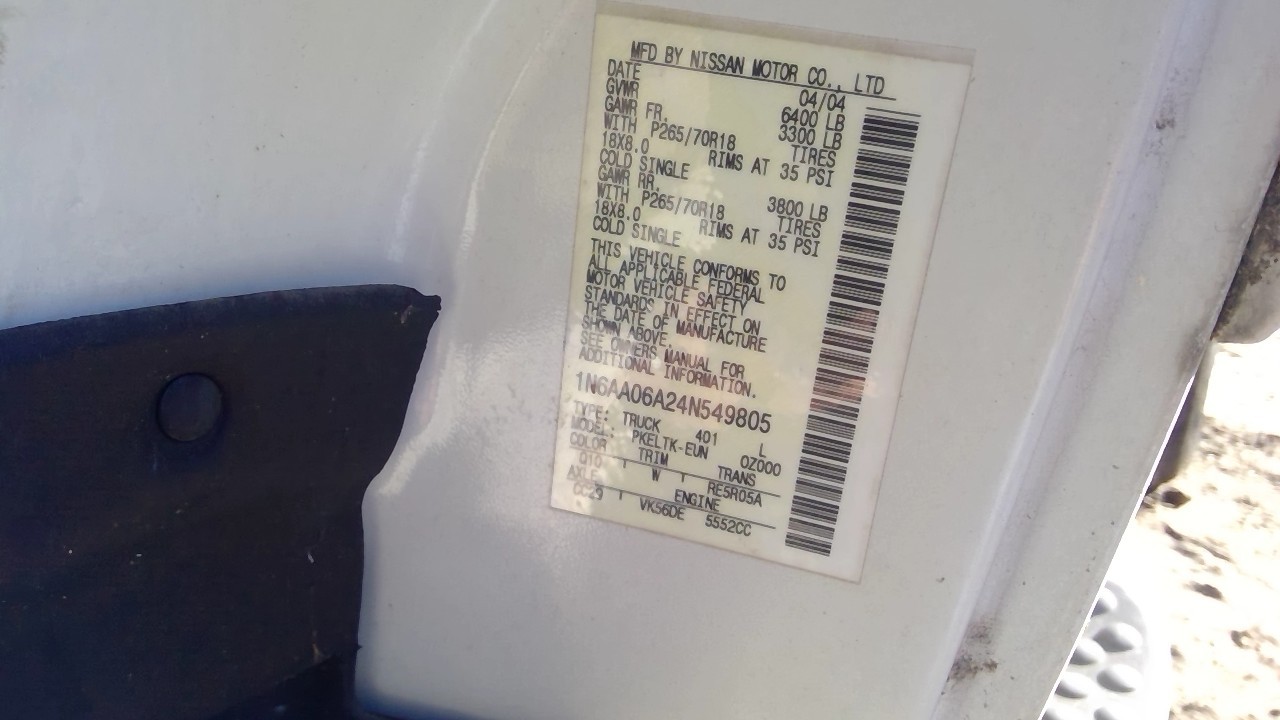 MFD BY NISSAN MOTOR CO., LTD
DATE 04/04
GVWR 6400 LB
GAWR FR. 3300 LB
WITH P265/70R18 TIRES
18X8.0 RIMS AT 35 PSI
COLD SINGLE
GAWR RR. 3800 LB
WITH P265/70R18 TIRES
18X8.0 RIMS AT 35 PSI
COLD SINGLE
THIS VEHICLE CONFORMS TO
ALL APPLICABLE FEDERAL
MOTOR VEHICLE SAFETY
STANDARDS IN EFFECT ON
THE DATE OF MANUFACTURE
SHOWN ABOVE.
SEE OWNERS MANUAL FOR
ADDITIONAL INFORMATION.
1N6AA06A24N549805
TYPE: TRUCK 401 L
MODEL: PKELTK-EUN 0Z000
COLOR TRIM TRANS
010 W RE5R05A
AXLE ENGINE
CC29 VK56DE 5552CC